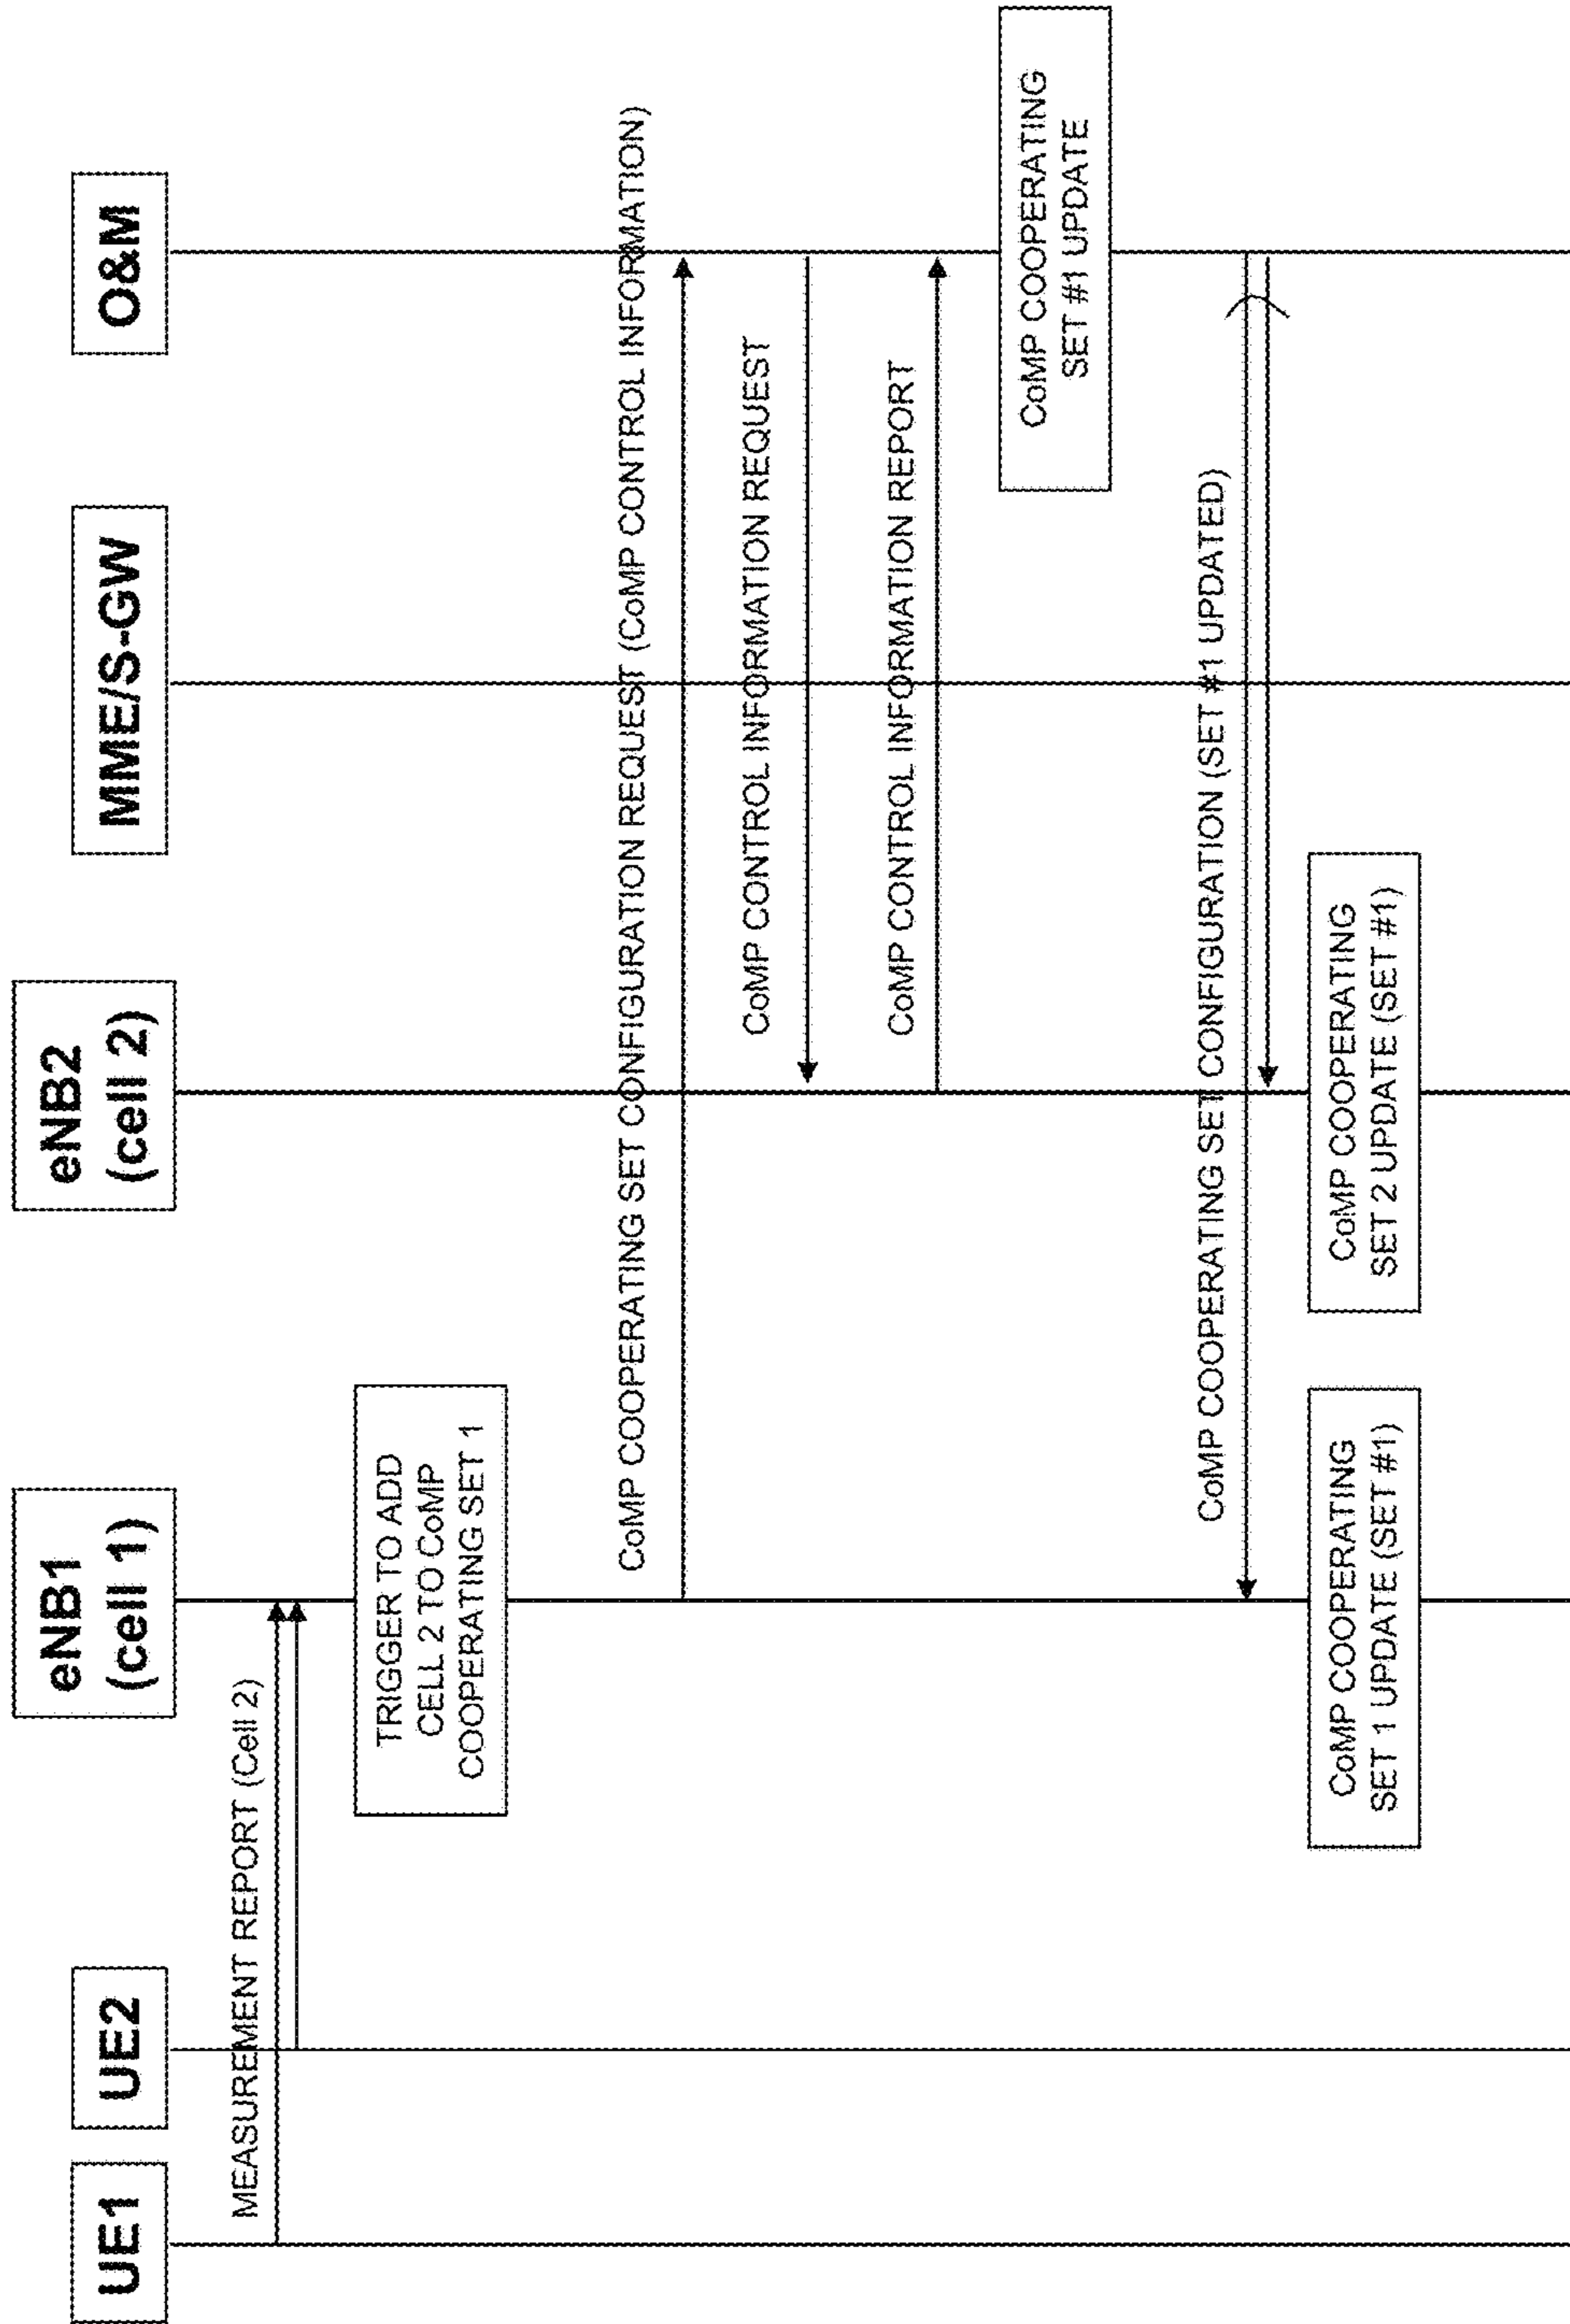 UE1
UE2
eNB1
(cell 1)
eNB2
(cell 2)
MME/S-GW
O&M
MEASUREMENT REPORT (Cell 2)
TRIGGER TO ADD
CELL 2 TO CoMP
COOPERATING SET 1
CoMP COOPERATING SET CONFIGURATION REQUEST (CoMP CONTROL INFORMATION)
CoMP CONTROL INFORMATION REQUEST
CoMP CONTROL INFORMATION REPORT
CoMP COOPERATING
SET #1 UPDATE
CoMP COOPERATING SET CONFIGURATION (SET #1 UPDATED)
CoMP COOPERATING
SET 1 UPDATE (SET #1)
CoMP COOPERATING
SET 2 UPDATE (SET #1)